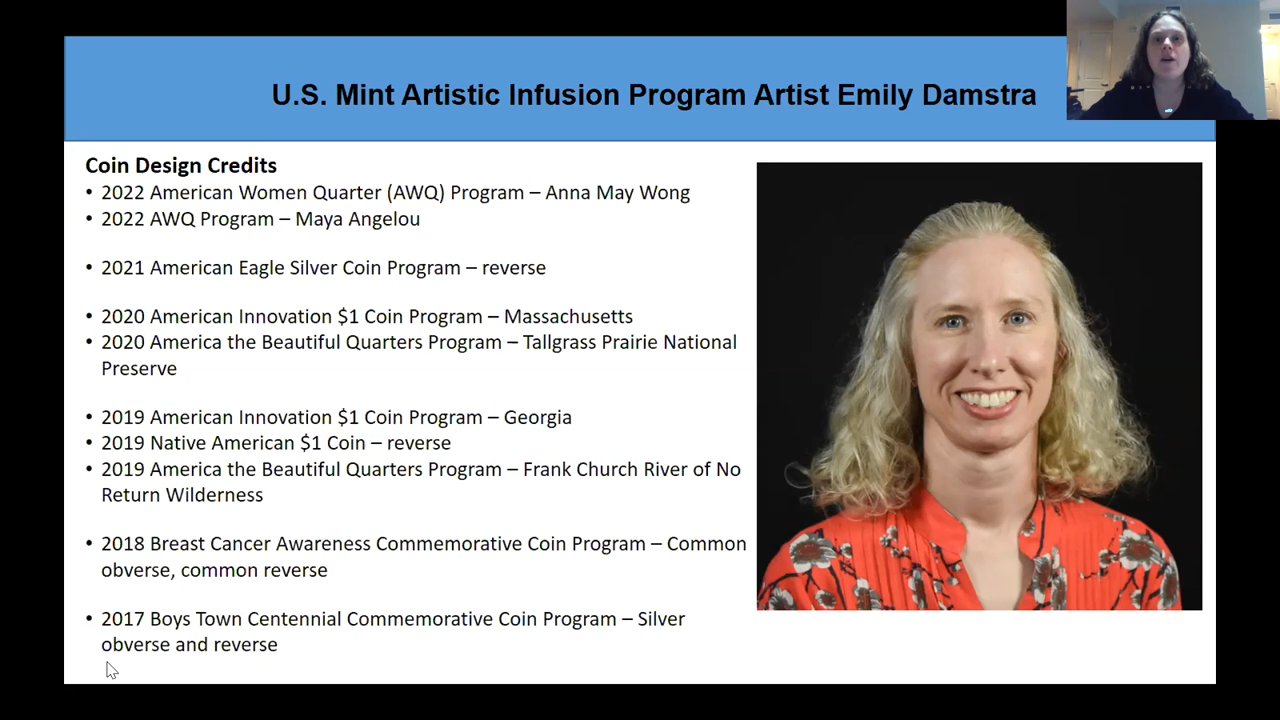 U.S. Mint Artistic Infusion Program Artist Emily Damstra
Coin Design Credits
• 2022 American Women Quarter (AWQ) Program – Anna May Wong
• 2022 AWQ Program – Maya Angelou
• 2021 American Eagle Silver Coin Program – reverse
• 2020 American Innovation $1 Coin Program – Massachusetts
• 2020 America the Beautiful Quarters Program – Tallgrass Prairie National
Preserve
• 2019 American Innovation $1 Coin Program – Georgia
• 2019 Native American $1 Coin – reverse
• 2019 America the Beautiful Quarters Program – Frank Church River of No
Return Wilderness
• 2018 Breast Cancer Awareness Commemorative Coin Program – Common
obverse, common reverse
• 2017 Boys Town Centennial Commemorative Coin Program – Silver
obverse and reverse